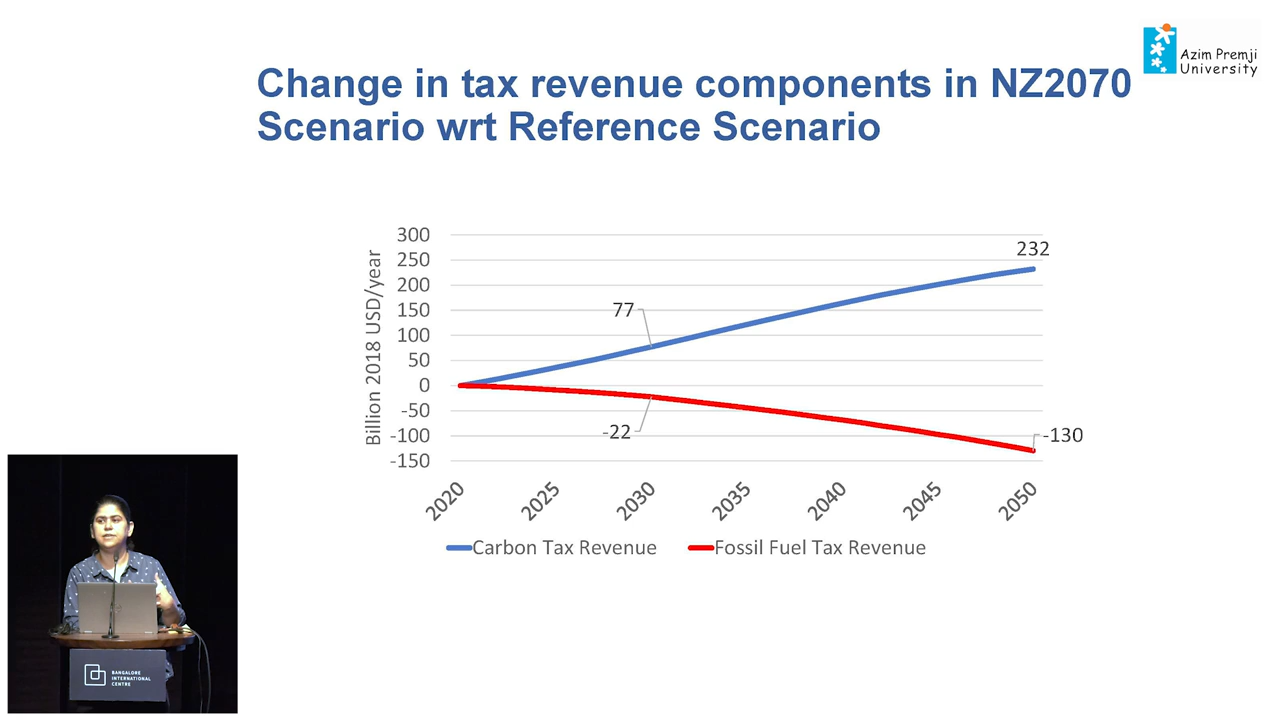 Azim Premji
University
Change in tax revenue components in NZ2070
Scenario wrt Reference Scenario
Billion 2018 USD/year
300
250
200
150
100
50
0
-50
-100
-150
232
77
-22
-130
2020
2025
2030
2035
2040
2045
2050
Carbon Tax Revenue
Fossil Fuel Tax Revenue
BANGALORE
INTERNATIONAL
CENTRE